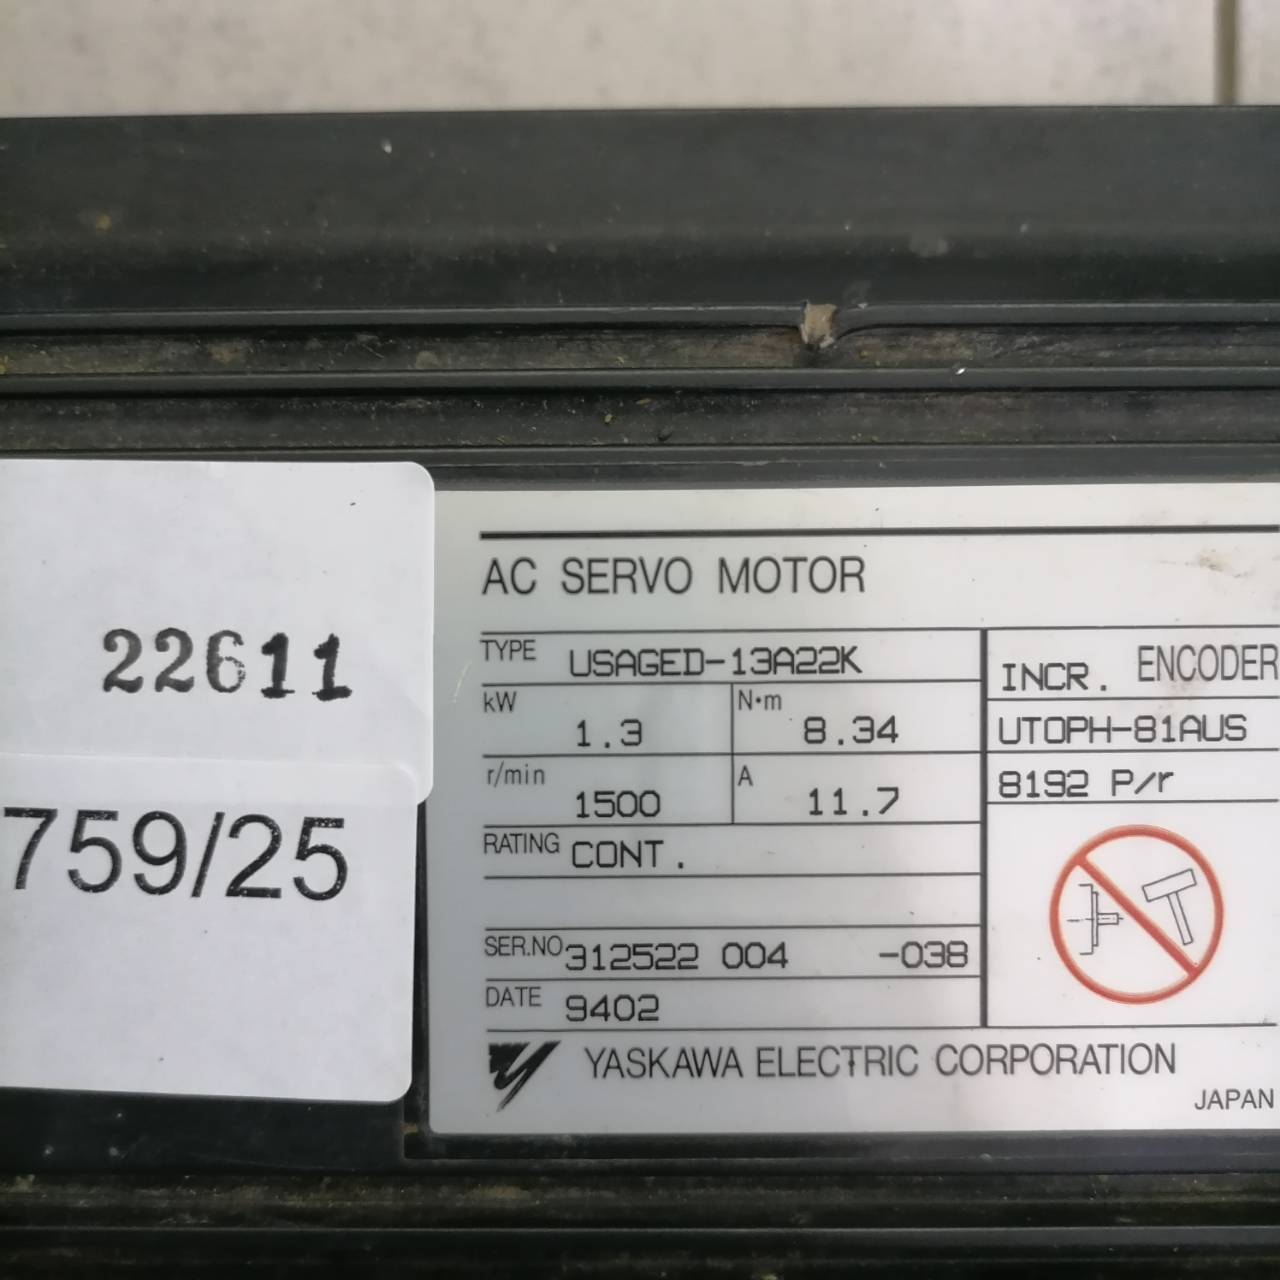 22611
759/25
AC SERVO MOTOR
TYPE USAGED-13A22K
kW 1.3 N·m 8.34
r/min 1500 A 11.7
RATING CONT.
SER.NO 312522 004 -038
DATE 9402
INCR. ENCODER
UTOPH-81AUS
8192 P/r
YASKAWA ELECTRIC CORPORATION
JAPAN